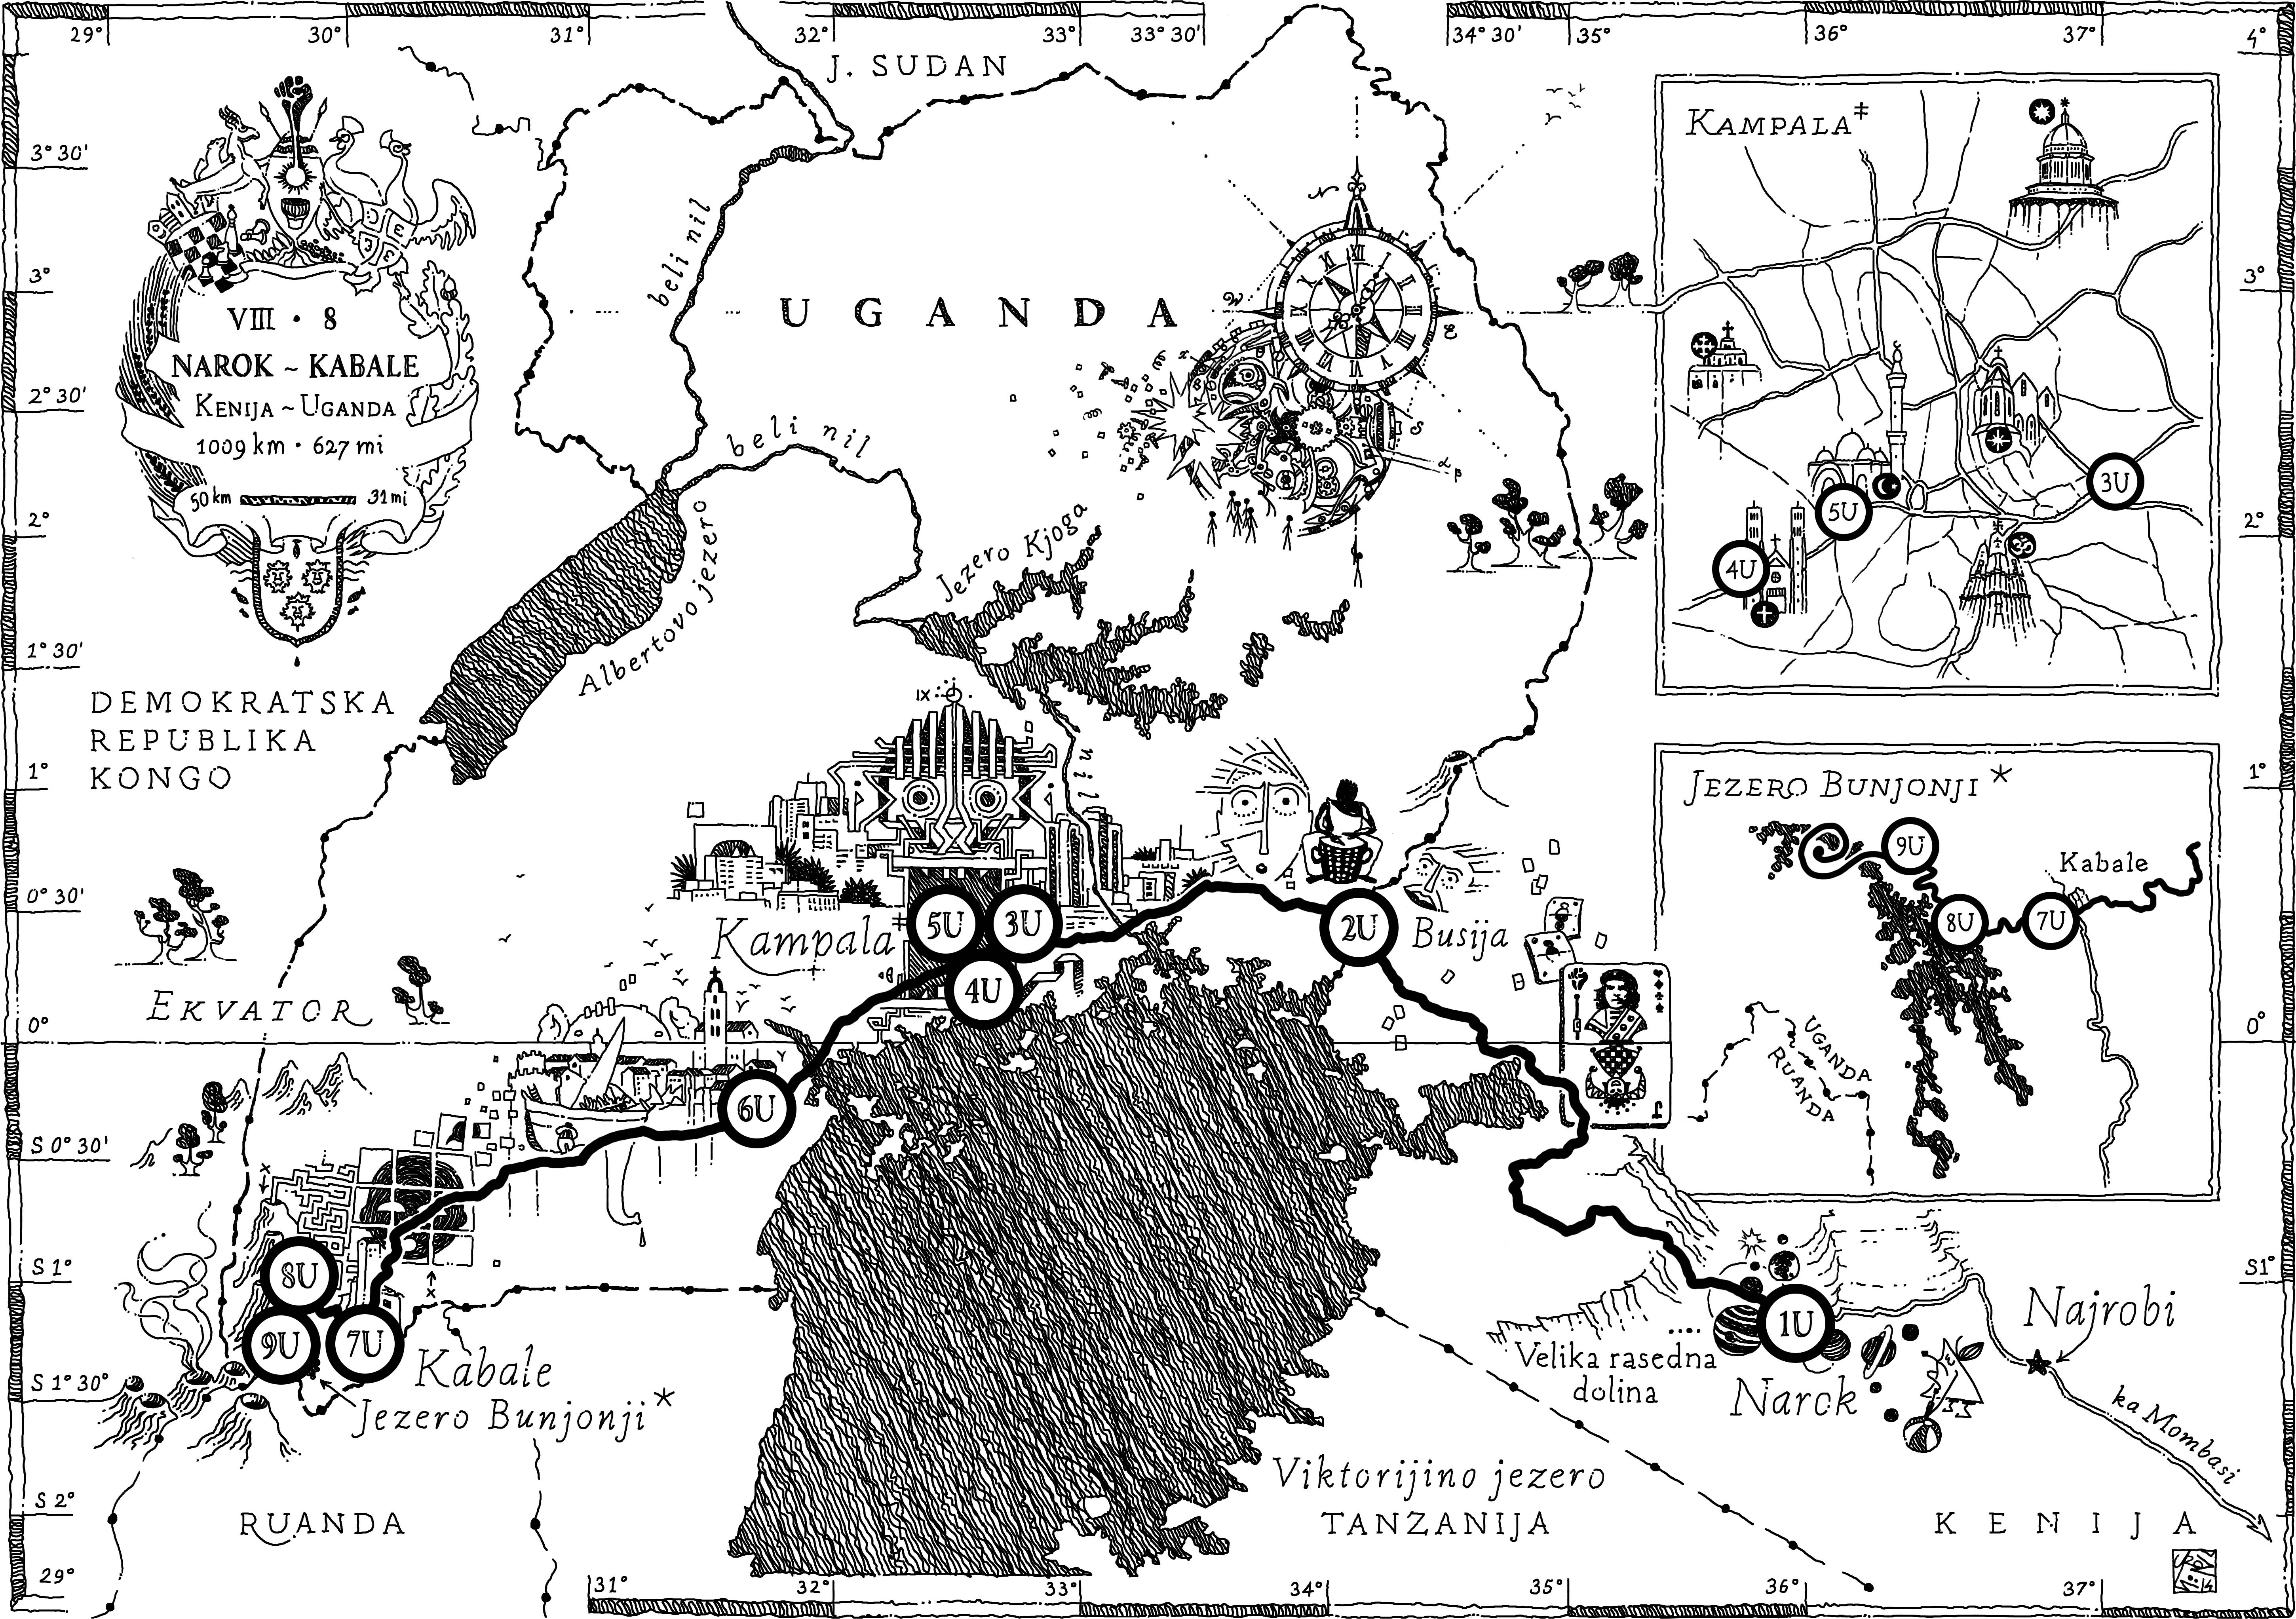 29°
30°
31°
32°
33°
33° 30'
34° 30'
35°
36°
37°
4°
J. SUDAN
KAMPALA‡
3° 30'
3°
3°
2° 30'
2°
2°
1° 30'
1°
1°
0° 30'
0°
0°
S 0° 30'
S 1°
S1°
S 1° 30'
S 2°
VIII · 8
NAROK ~ KABALE
KENIJA ~ UGANDA
1009 km · 627 mi
50 km 31 mi
UGANDA
beli nil
beli nil
N
W
E
S
XII
I
II
III
α β
Albertovo jezero
Jezero Kjoga
nil
IX
DEMOKRATSKA
REPUBLIKA
KONGO
3U
5U
4U
JEZERO BUNJONJI *
9U
8U
7U
Kabale
UGANDA
RUANDA
Kampala‡
5U
3U
4U
2U
Busija
EKVATOR
6U
J
8U
9U
7U
Kabale
Jezero Bunjonji *
1U
Velika rasedna
dolina
Narok
Najrobi
ka Mombasi
Viktorijino jezero
TANZANIJA
RUANDA
KENIJA
29°
31°
32°
33°
34°
35°
36°
37°